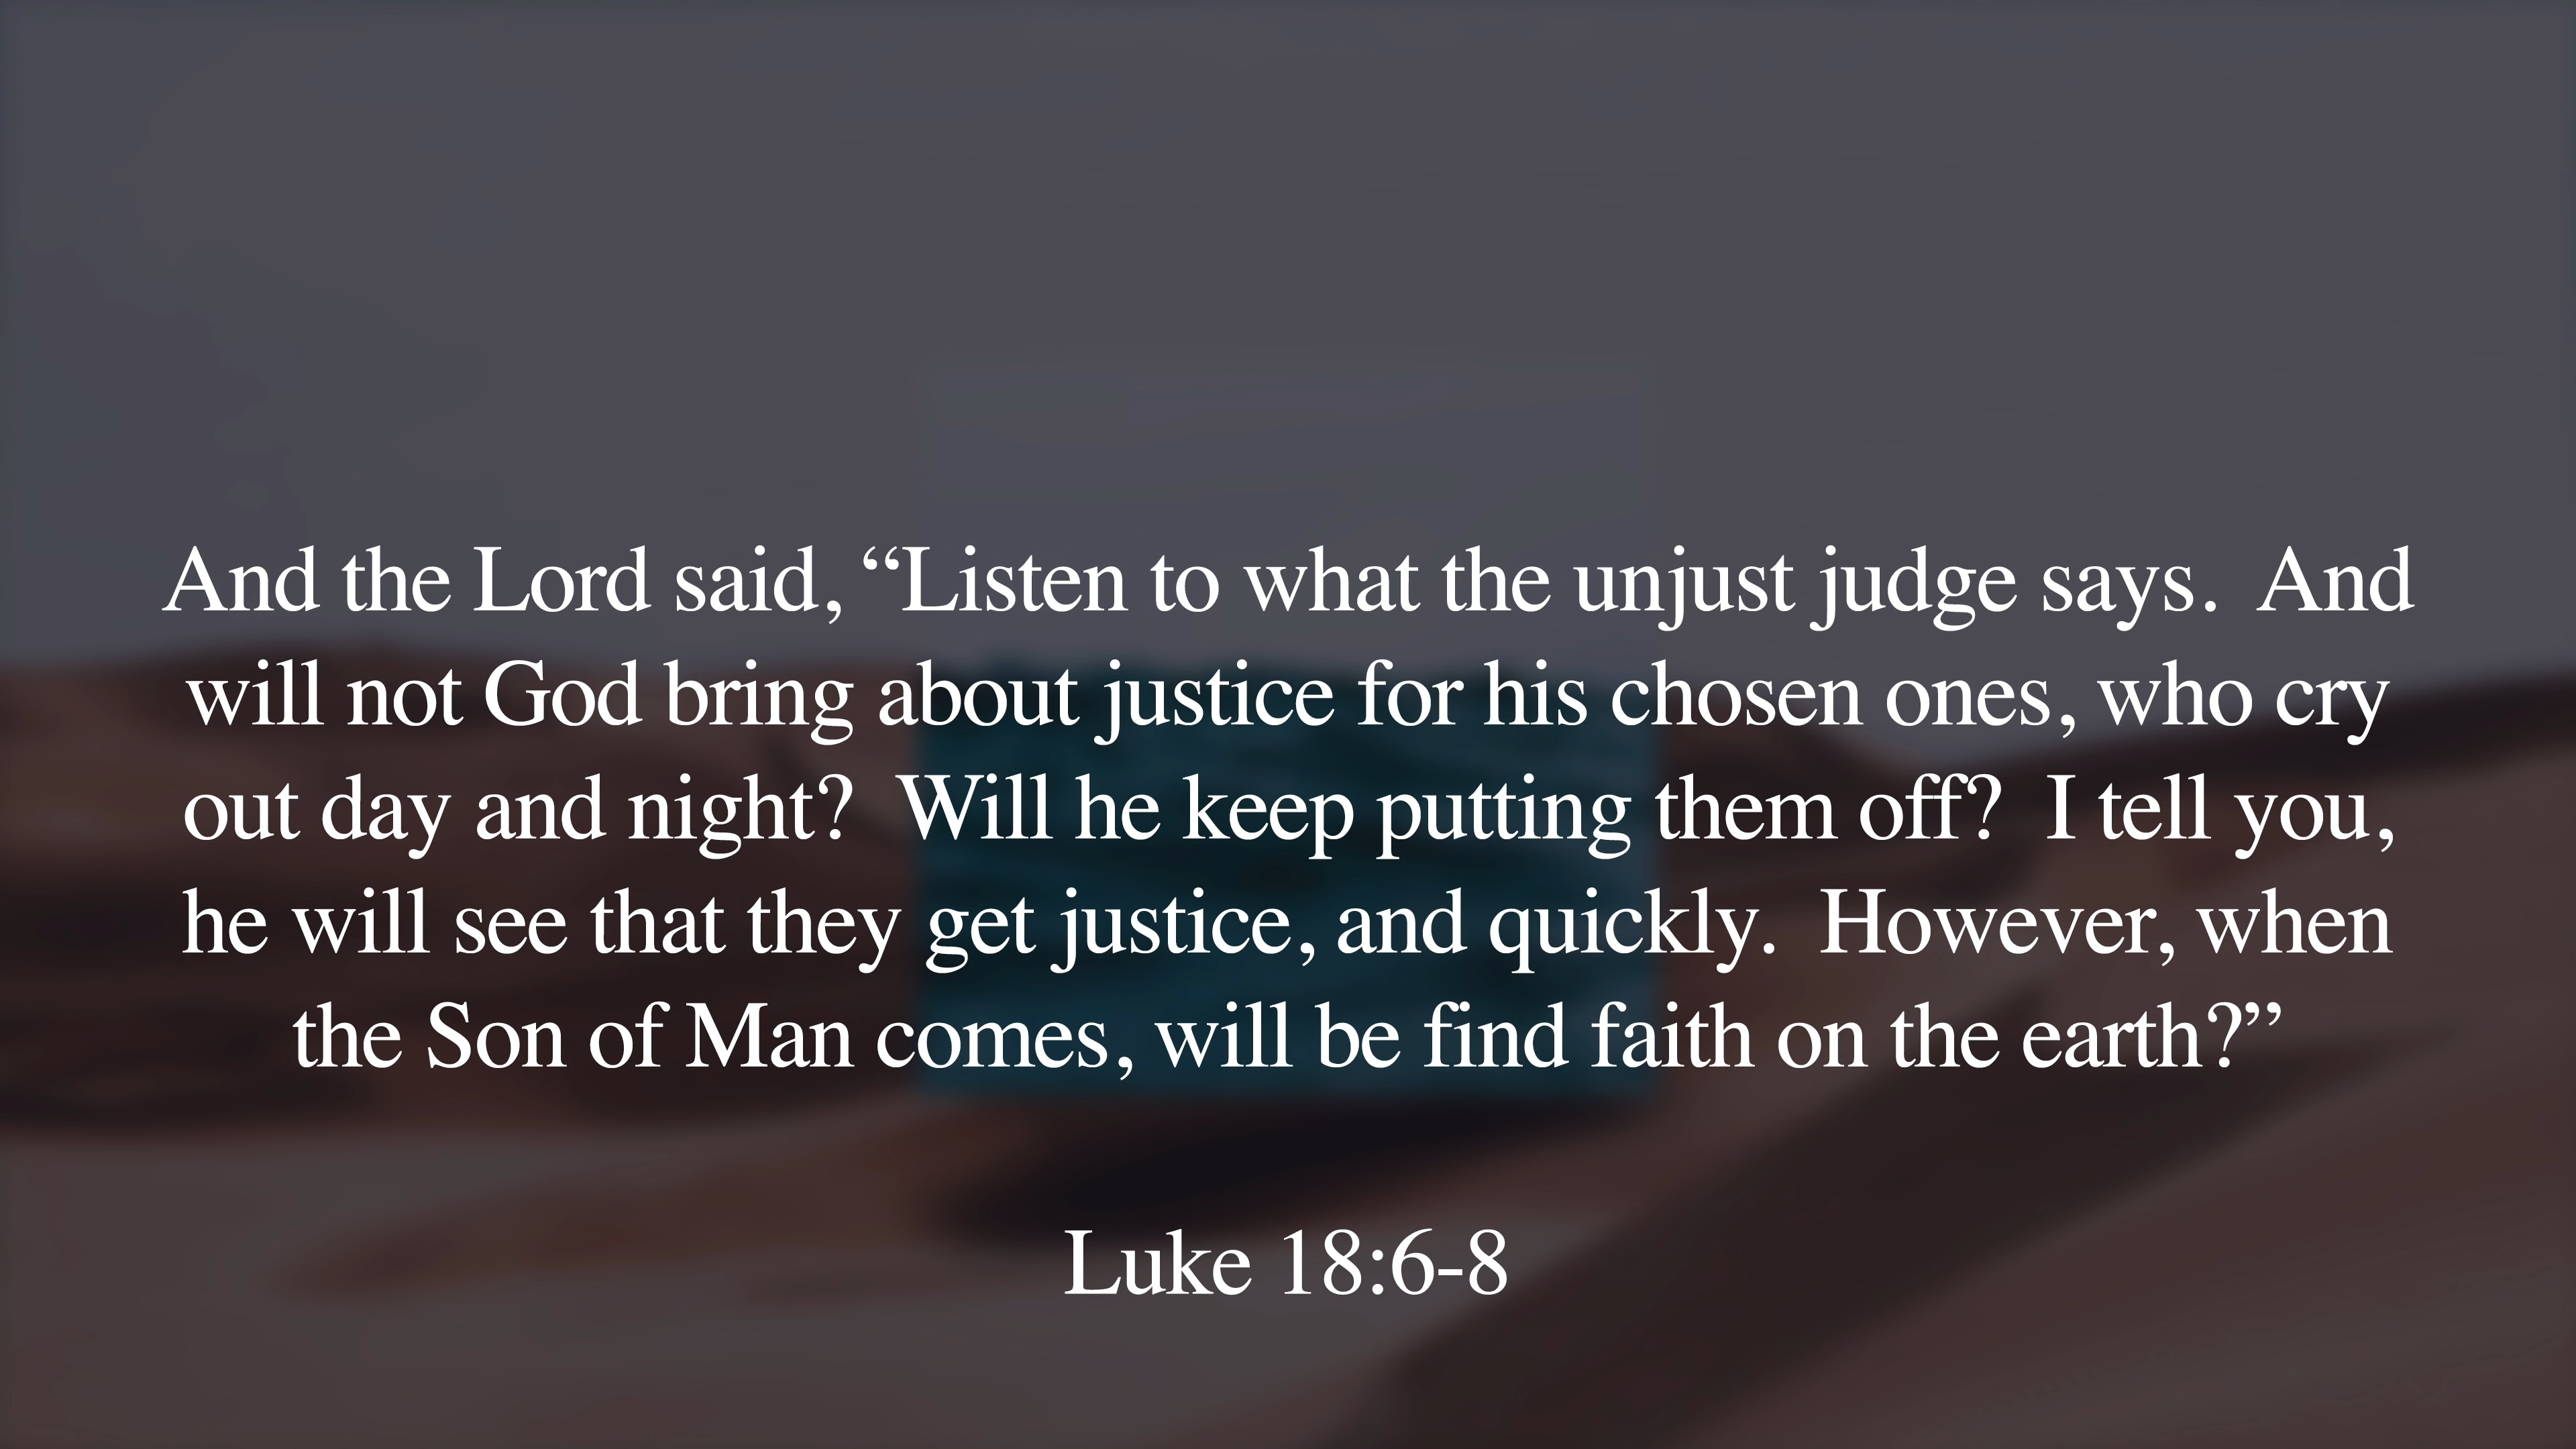 And the Lord said, “Listen to what the unjust judge says.  And
will not God bring about justice for his chosen ones, who cry
out day and night?  Will he keep putting them off?  I tell you,
he will see that they get justice, and quickly.  However, when
the Son of Man comes, will be find faith on the earth?”
Luke 18:6-8